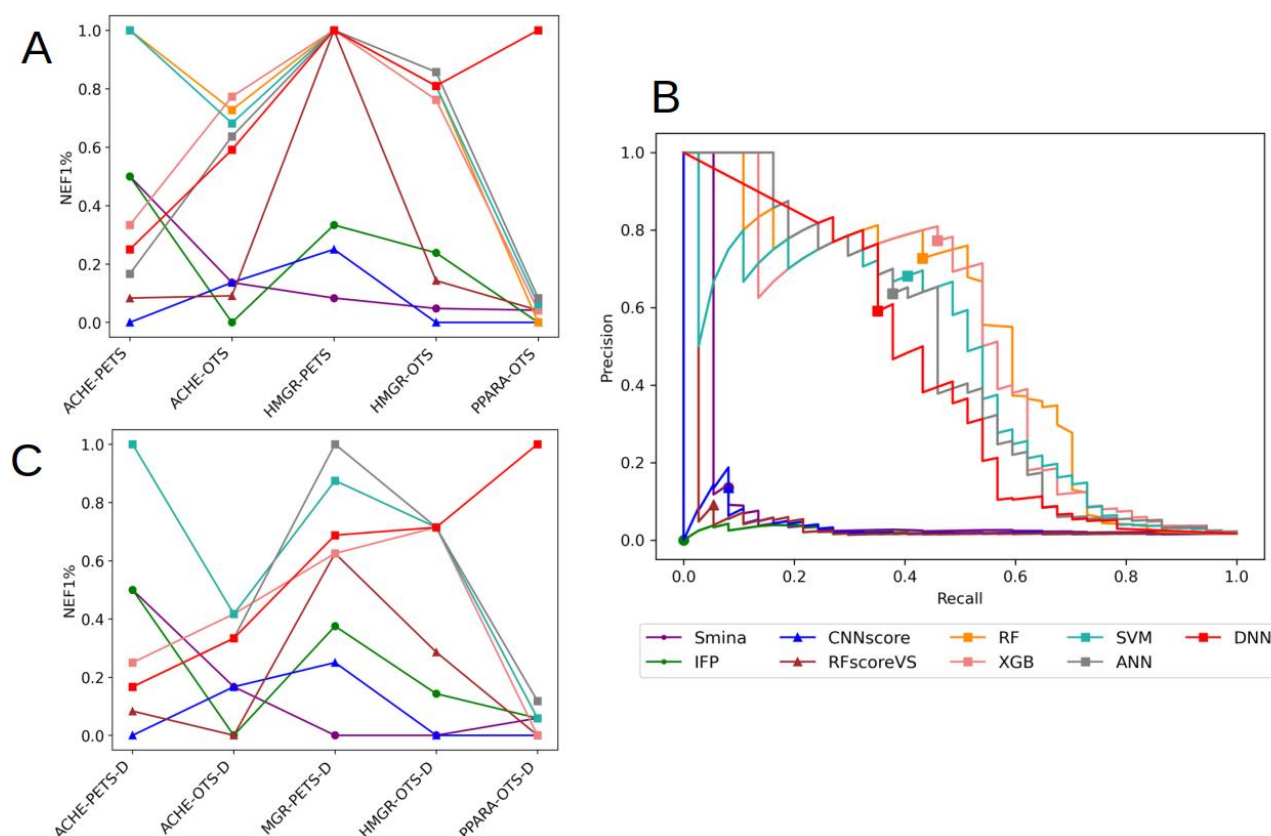 A
NEF1%
1.0
0.8
0.6
0.4
0.2
0.0
ACHE-PETS
ACHE-OTS
HMGR-PETS
HMGR-OTS
PPARA-OTS
B
Precision
1.0
0.8
0.6
0.4
0.2
0.0
0.0 0.2 0.4 0.6 0.8 1.0
Recall
Smina CNNscore RF SVM DNN
IFP RFscoreVS XGB ANN
C
NEF1%
1.0
0.8
0.6
0.4
0.2
0.0
ACHE-PETS-D
ACHE-OTS-D
MGR-PETS-D
HMGR-OTS-D
PPARA-OTS-D